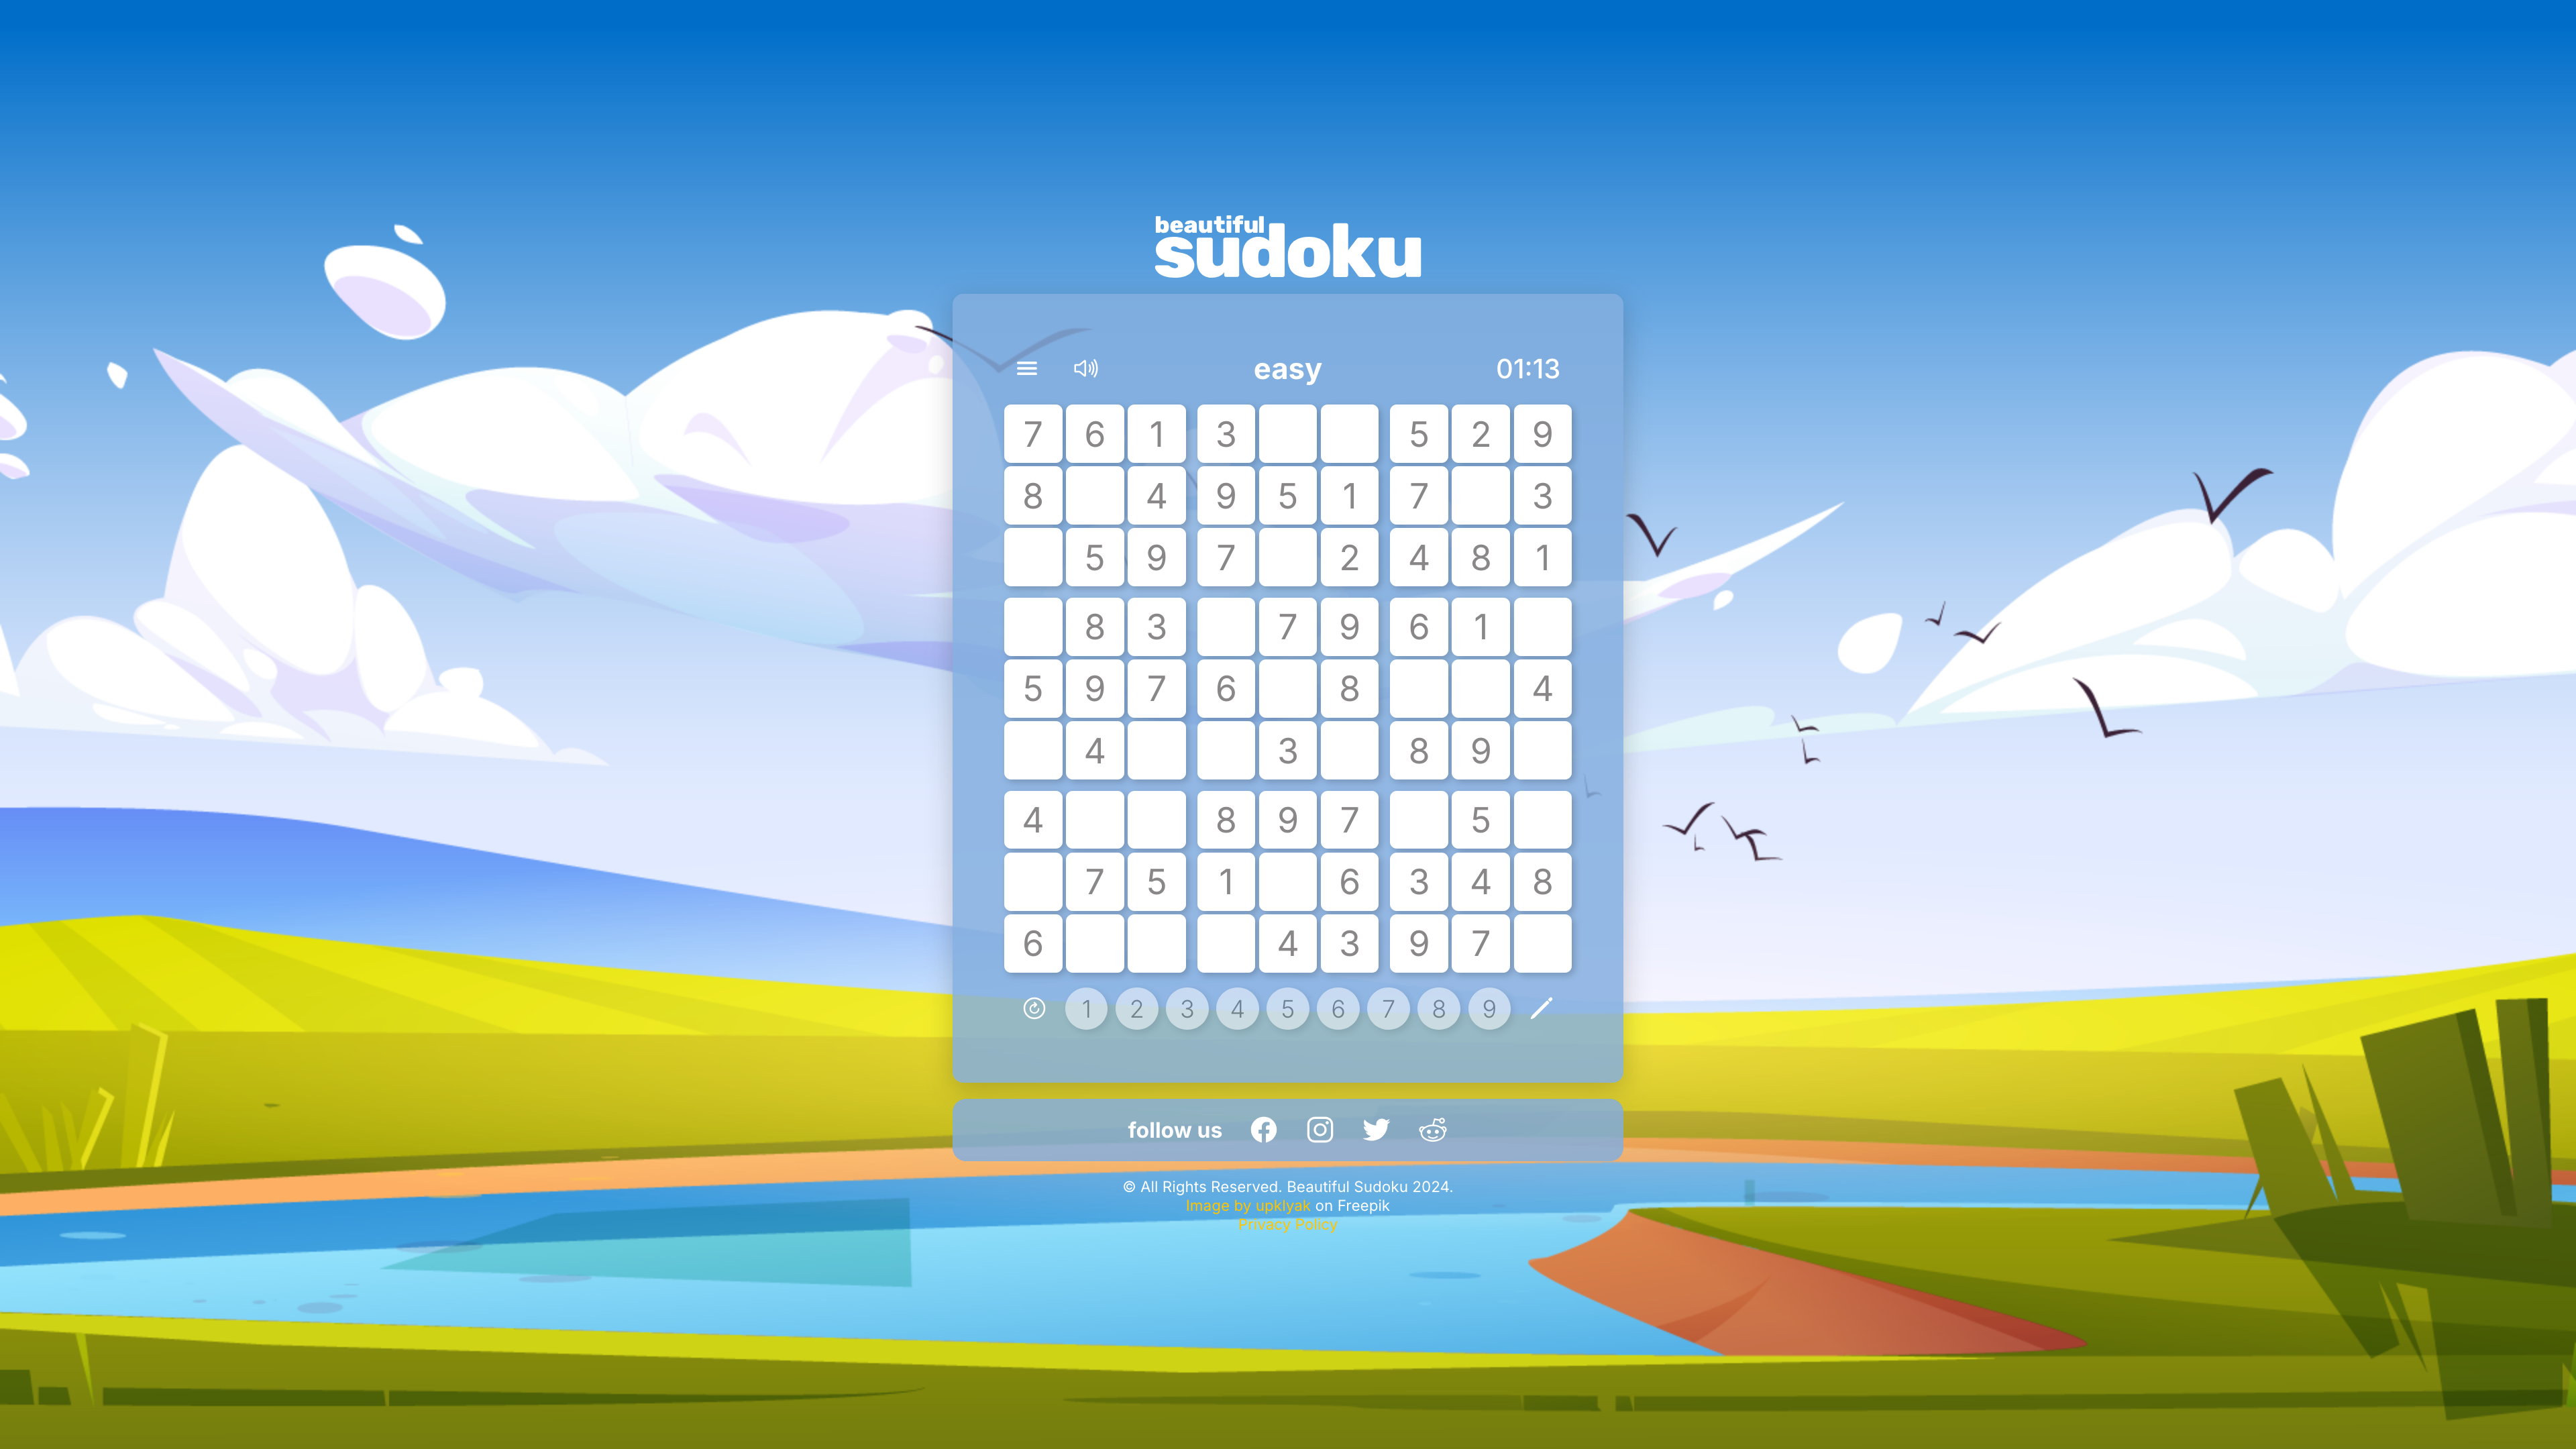 beautiful
sudoku
easy 01:13
7 6 1 3 5 2 9
8 4 9 5 1 7 3
5 9 7 2 4 8 1
8 3 7 9 6 1
5 9 7 6 8 4
4 3 8 9
4 8 9 7 5
7 5 1 6 3 4 8
6 4 3 9 7
1 2 3 4 5 6 7 8 9
follow us
© All Rights Reserved. Beautiful Sudoku 2024.
Image by upklyak on Freepik
Privacy Policy